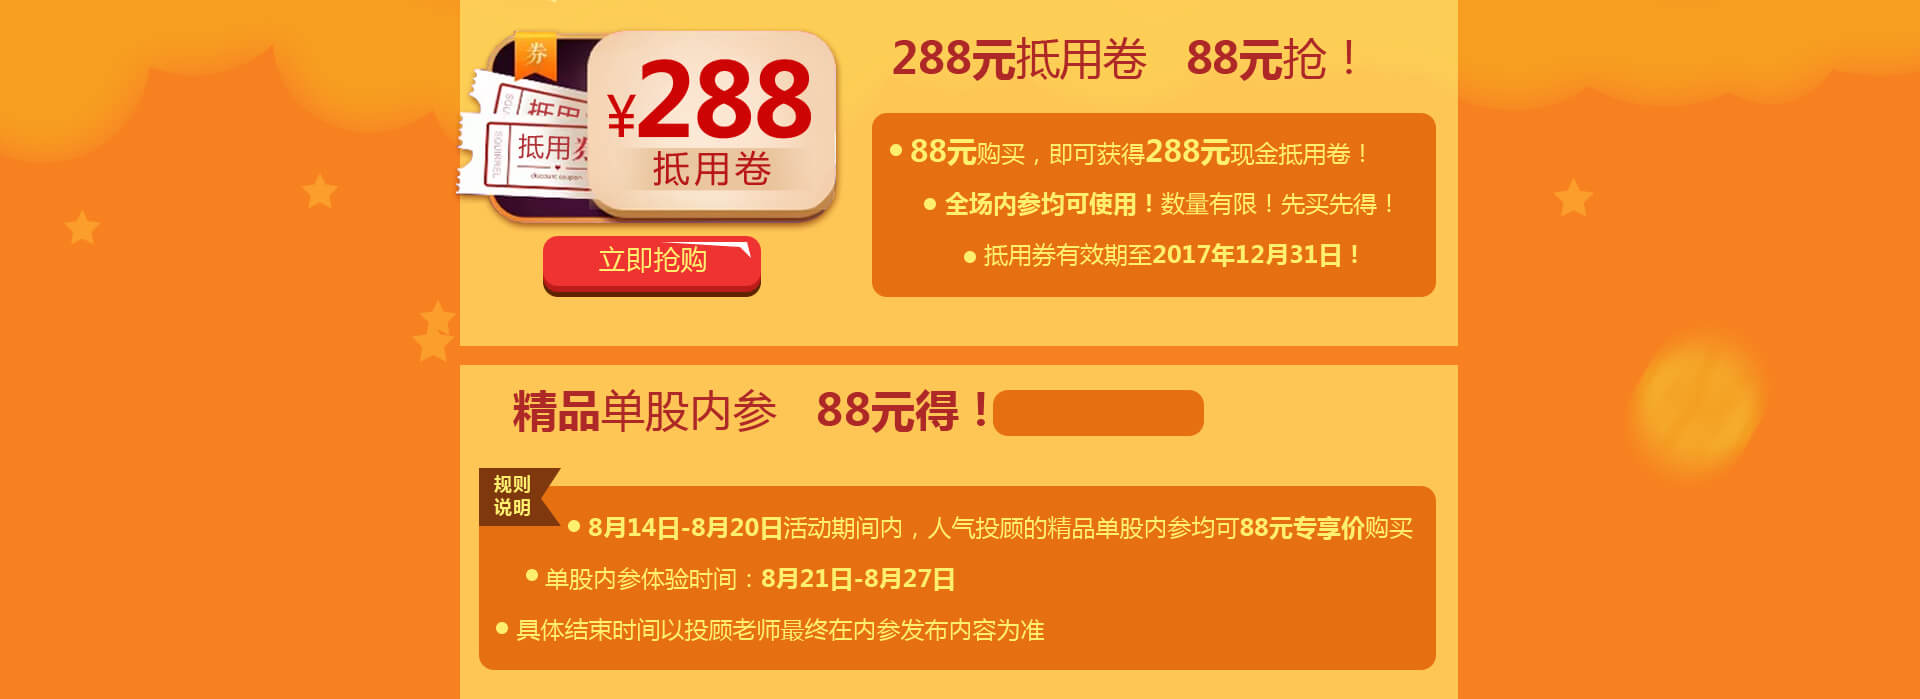 券
¥288
抵用卷
SQUIRREL
抵用
抵用券
discount coupon
立即抢购
288元抵用卷 88元抢！
88元购买，即可获得288元现金抵用卷！
全场内参均可使用！数量有限！先买先得！
抵用券有效期至2017年12月31日！
精品单股内参 88元得！
规则
说明
8月14日-8月20日活动期间内，人气投顾的精品单股内参均可88元专享价购买
单股内参体验时间：8月21日-8月27日
具体结束时间以投顾老师最终在内参发布内容为准